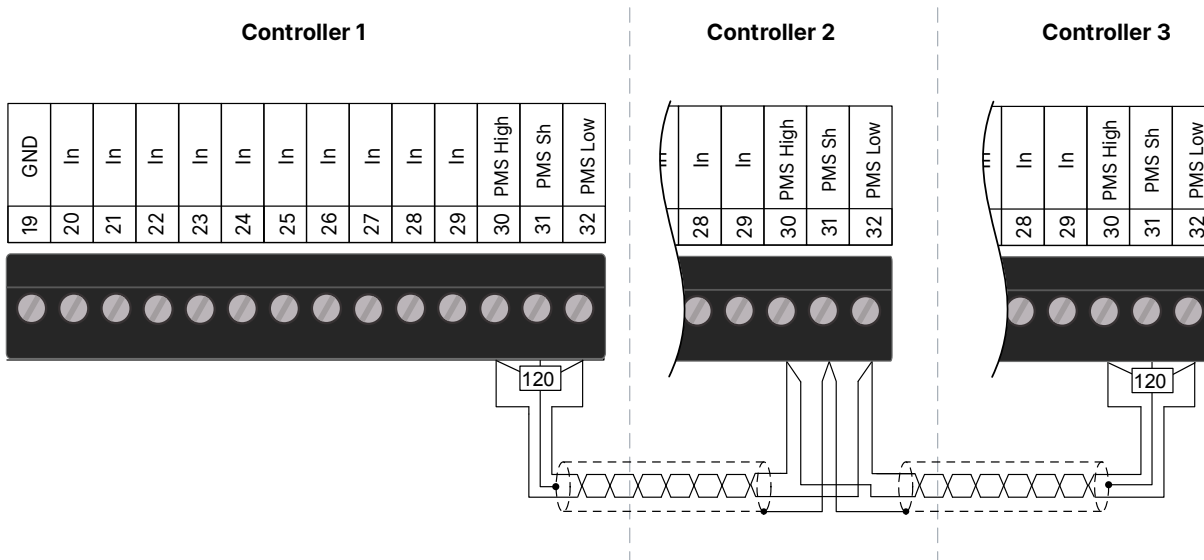 Controller 1
Controller 2
Controller 3
GND In In In In In In In In In In PMS High PMS Sh PMS Low
19 20 21 22 23 24 25 26 27 28 29 30 31 32
In In PMS High PMS Sh PMS Low
28 29 30 31 32
In In PMS High PMS Sh PMS Low
28 29 30 31 32
120
120